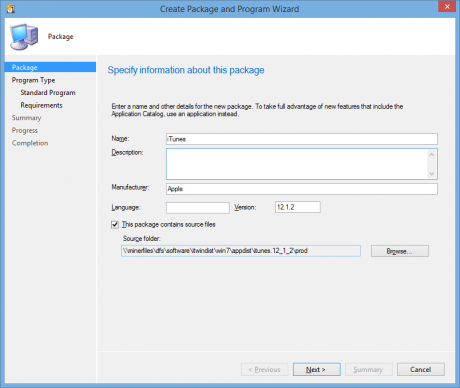 Create Package and Program Wizard
Package
Package
Program Type
Standard Program
Requirements
Summary
Progress
Completion
Specify information about this package
Enter a name and other details for the new package. To take full advantage of new features that include the
Application Catalog, use an application instead.
Name: iTunes
Description:
Manufacturer: Apple
Language: Version: 12.1.2
This package contains source files
Source folder:
\\minerfiles\dfs\software\itwindist\win7\appdist\itunes.12_1_2\prod Browse...
< Previous Next > Summary Cancel